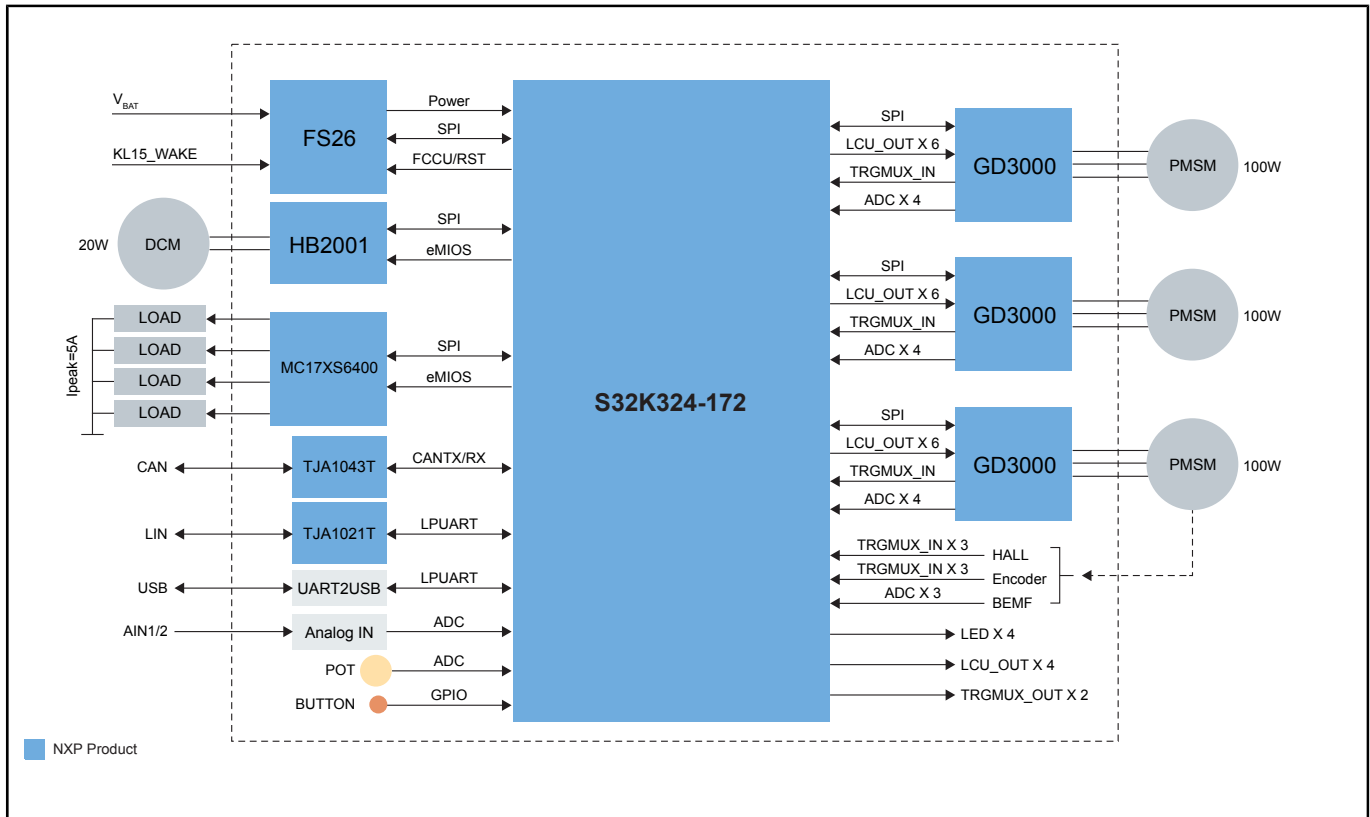 V_BAT
KL15_WAKE
FS26
Power
SPI
FCCU/RST
20W
DCM
HB2001
SPI
eMIOS
Ipeak=5A
LOAD
LOAD
LOAD
LOAD
MC17XS6400
SPI
eMIOS
CAN
TJA1043T
CANTX/RX
LIN
TJA1021T
LPUART
USB
UART2USB
LPUART
AIN1/2
Analog IN
ADC
POT
ADC
BUTTON
GPIO
S32K324-172
SPI
LCU_OUT X 6
TRGMUX_IN
ADC X 4
GD3000
PMSM
100W
SPI
LCU_OUT X 6
TRGMUX_IN
ADC X 4
GD3000
PMSM
100W
SPI
LCU_OUT X 6
TRGMUX_IN
ADC X 4
GD3000
PMSM
100W
TRGMUX_IN X 3
HALL
TRGMUX_IN X 3
Encoder
ADC X 3
BEMF
LED X 4
LCU_OUT X 4
TRGMUX_OUT X 2
NXP Product